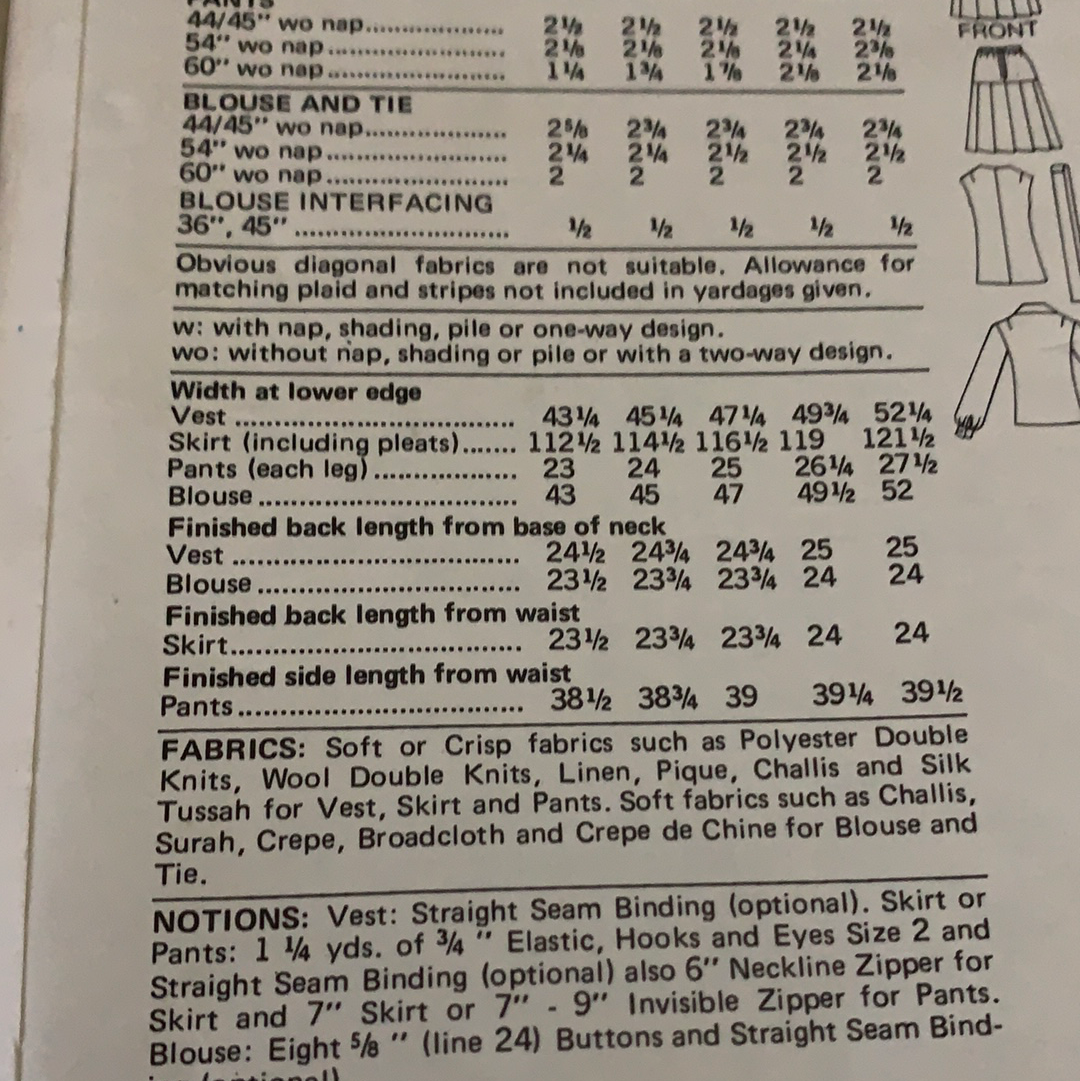 PANTS
44/45" wo nap.................... 2½ 2½ 2½ 2½ 2½
54" wo nap......................... 2⅛ 2⅛ 2⅛ 2¼ 2⅜
60" wo nap......................... 1¼ 1¾ 1⅞ 2⅛ 2⅛
BLOUSE AND TIE
44/45" wo nap.................... 2⅝ 2¾ 2¾ 2¾ 2¾
54" wo nap......................... 2¼ 2¼ 2½ 2½ 2½
60" wo nap......................... 2 2 2 2 2
BLOUSE INTERFACING
36", 45" ............................. ½ ½ ½ ½ ½
Obvious diagonal fabrics are not suitable. Allowance for
matching plaid and stripes not included in yardages given.
w: with nap, shading, pile or one-way design.
wo: without nap, shading or pile or with a two-way design.
Width at lower edge
Vest .................................... 43¼ 45¼ 47¼ 49¾ 52¼
Skirt (including pleats)....... 112½ 114½ 116½ 119 121½
Pants (each leg) .................. 23 24 25 26¼ 27½
Blouse ................................ 43 45 47 49½ 52
Finished back length from base of neck
Vest .................................... 24½ 24¾ 24¾ 25 25
Blouse ................................ 23½ 23¾ 23¾ 24 24
Finished back length from waist
Skirt.................................... 23½ 23¾ 23¾ 24 24
Finished side length from waist
Pants ................................... 38½ 38¾ 39 39¼ 39½
FABRICS: Soft or Crisp fabrics such as Polyester Double
Knits, Wool Double Knits, Linen, Pique, Challis and Silk
Tussah for Vest, Skirt and Pants. Soft fabrics such as Challis,
Surah, Crepe, Broadcloth and Crepe de Chine for Blouse and
Tie.
NOTIONS: Vest: Straight Seam Binding (optional). Skirt or
Pants: 1 ¼ yds. of ¾ " Elastic, Hooks and Eyes Size 2 and
Straight Seam Binding (optional) also 6" Neckline Zipper for
Skirt and 7" Skirt or 7" - 9" Invisible Zipper for Pants.
Blouse: Eight ⅝ " (line 24) Buttons and Straight Seam Bind-
ing (optional)
FRONT